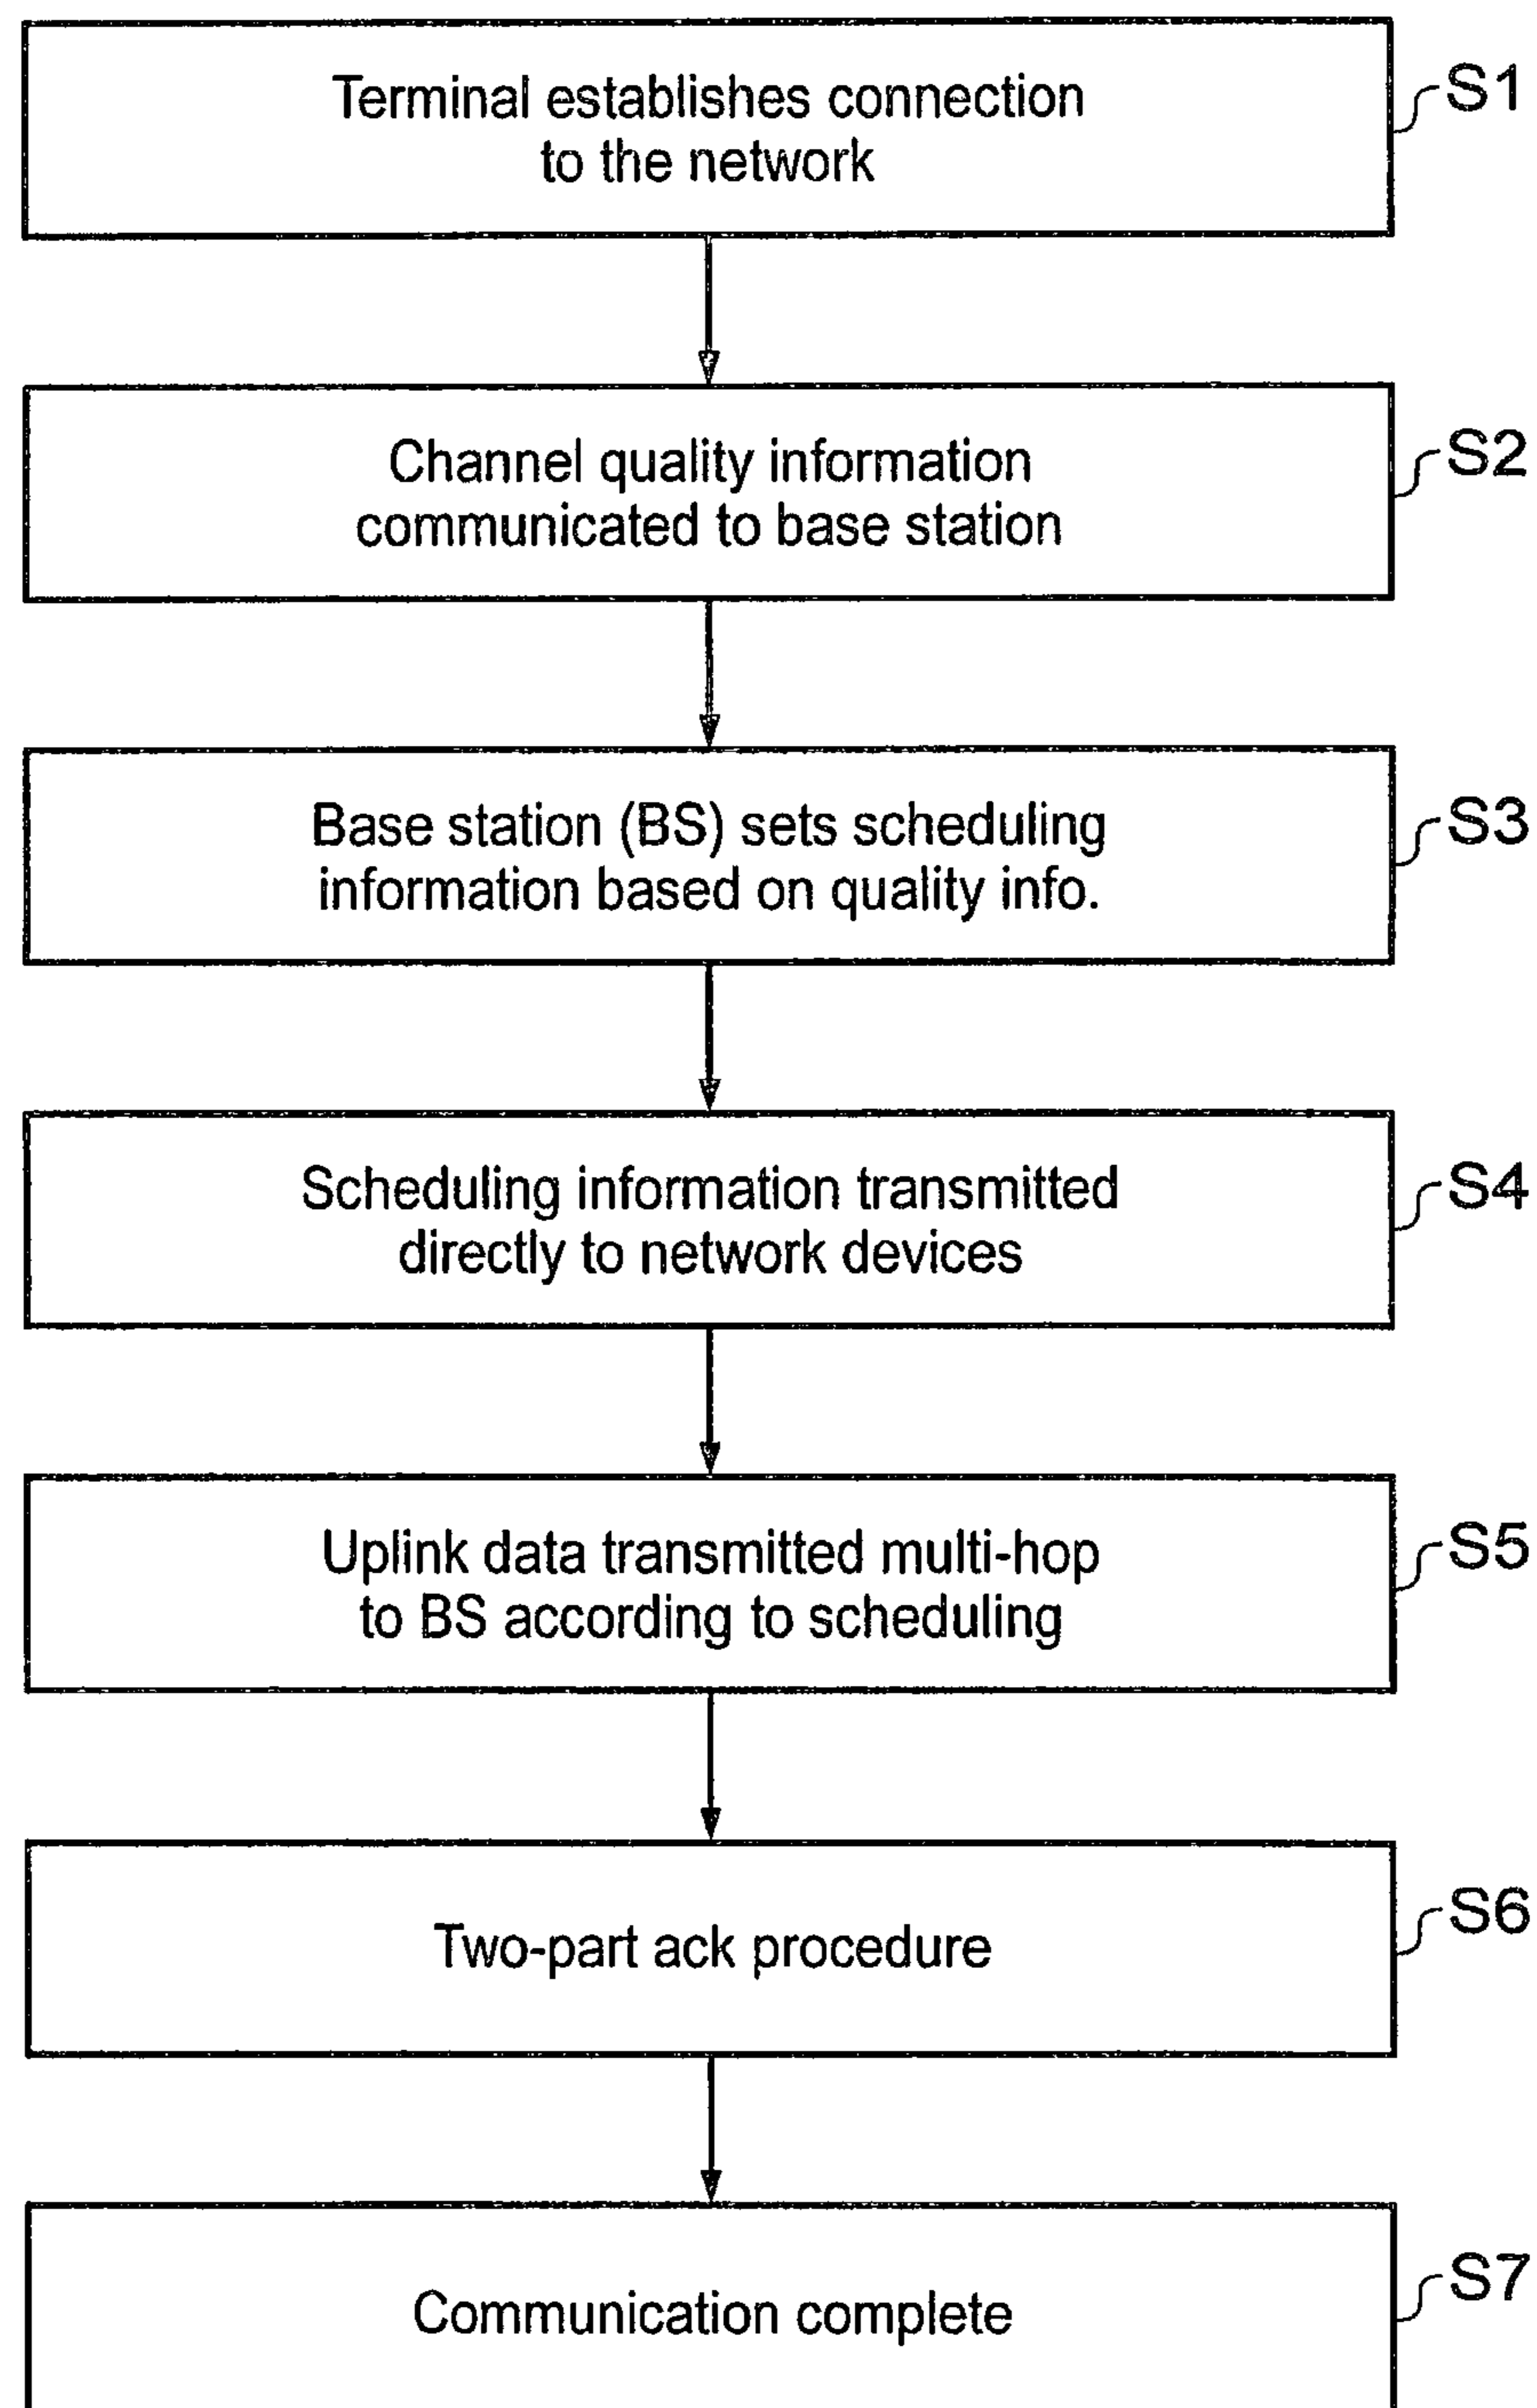 Terminal establishes connection
to the network
S1
Channel quality information
communicated to base station
S2
Base station (BS) sets scheduling
information based on quality info.
S3
Scheduling information transmitted
directly to network devices
S4
Uplink data transmitted multi-hop
to BS according to scheduling
S5
Two-part ack procedure
S6
Communication complete
S7